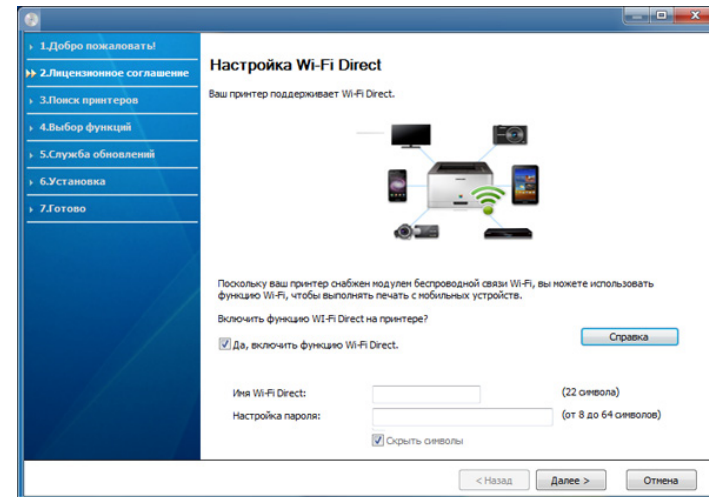 1.Добро пожаловать!
2.Лицензионное соглашение
3.Поиск принтеров
4.Выбор функций
5.Служба обновлений
6.Установка
7.Готово
Настройка Wi-Fi Direct
Ваш принтер поддерживает Wi-Fi Direct.
Поскольку ваш принтер снабжен модулем беспроводной связи Wi-Fi, вы можете использовать
функцию Wi-Fi, чтобы выполнять печать с мобильных устройств.
Включить функцию WI-FI Direct на принтере?
Справка
Да, включить функцию Wi-Fi Direct.
Имя Wi-Fi Direct: (22 символа)
Настройка пароля: (от 8 до 64 символов)
Скрыть символы
< Назад Далее > Отмена